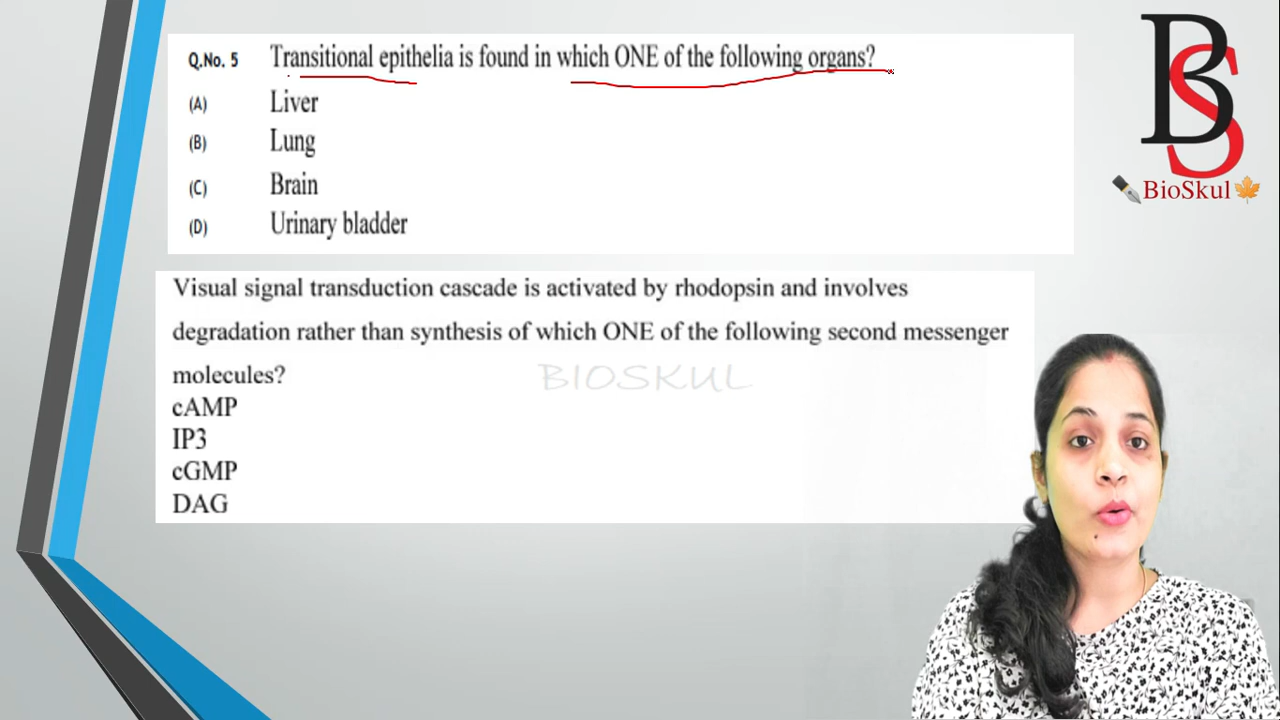 Q.No. 5 Transitional epithelia is found in which ONE of the following organs?
(A) Liver
(B) Lung
(C) Brain
(D) Urinary bladder
Visual signal transduction cascade is activated by rhodopsin and involves
degradation rather than synthesis of which ONE of the following second messenger
molecules?
BIOSKUL
cAMP
IP3
cGMP
DAG
BS
BioSkul